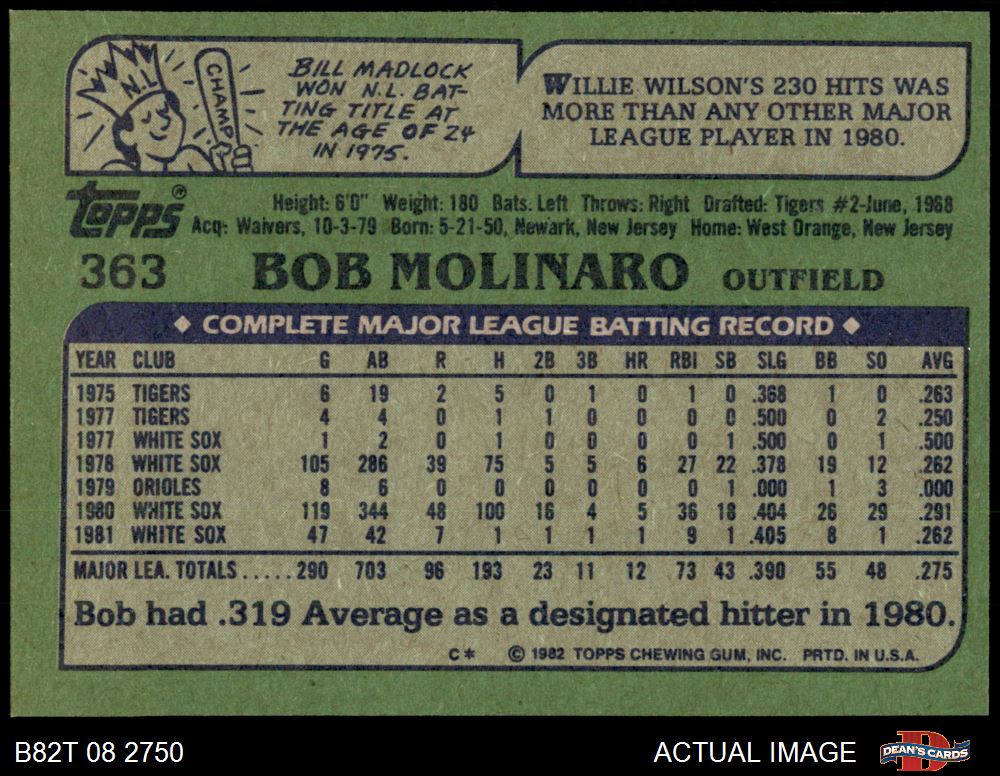 N.L.
CHAMP
BILL MADLOCK
WON N.L. BAT-
TING TITLE AT
THE AGE OF 24
IN 1975.
WILLIE WILSON'S 230 HITS WAS
MORE THAN ANY OTHER MAJOR
LEAGUE PLAYER IN 1980.
Topps®
Height: 6'0" Weight: 180 Bats: Left Throws: Right Drafted: Tigers #2-June, 1968
Acq: Waivers, 10-3-79 Born: 5-21-50, Newark, New Jersey Home: West Orange, New Jersey
363 BOB MOLINARO OUTFIELD
◆ COMPLETE MAJOR LEAGUE BATTING RECORD ◆
YEAR CLUB G AB R H 2B 3B HR RBI SB SLG BB SO AVG
1975 TIGERS 6 19 2 5 0 1 0 1 0 .368 1 0 .263
1977 TIGERS 4 4 0 1 1 0 0 0 0 .500 0 2 .250
1977 WHITE SOX 1 2 0 1 0 0 0 0 1 .500 0 1 .500
1978 WHITE SOX 105 286 39 75 5 5 6 27 22 .378 19 12 .262
1979 ORIOLES 8 6 0 0 0 0 0 0 1 .000 1 3 .000
1980 WHITE SOX 119 344 48 100 16 4 5 36 18 .404 26 29 .291
1981 WHITE SOX 47 42 7 1 1 1 1 9 1 .405 8 1 .262
MAJOR LEA. TOTALS.....290 703 96 193 23 11 12 73 43 .390 55 48 .275
Bob had .319 Average as a designated hitter in 1980.
C* © 1982 TOPPS CHEWING GUM, INC. PRTD. IN U.S.A.
B82T 08 2750 ACTUAL IMAGE DEAN'S CARDS